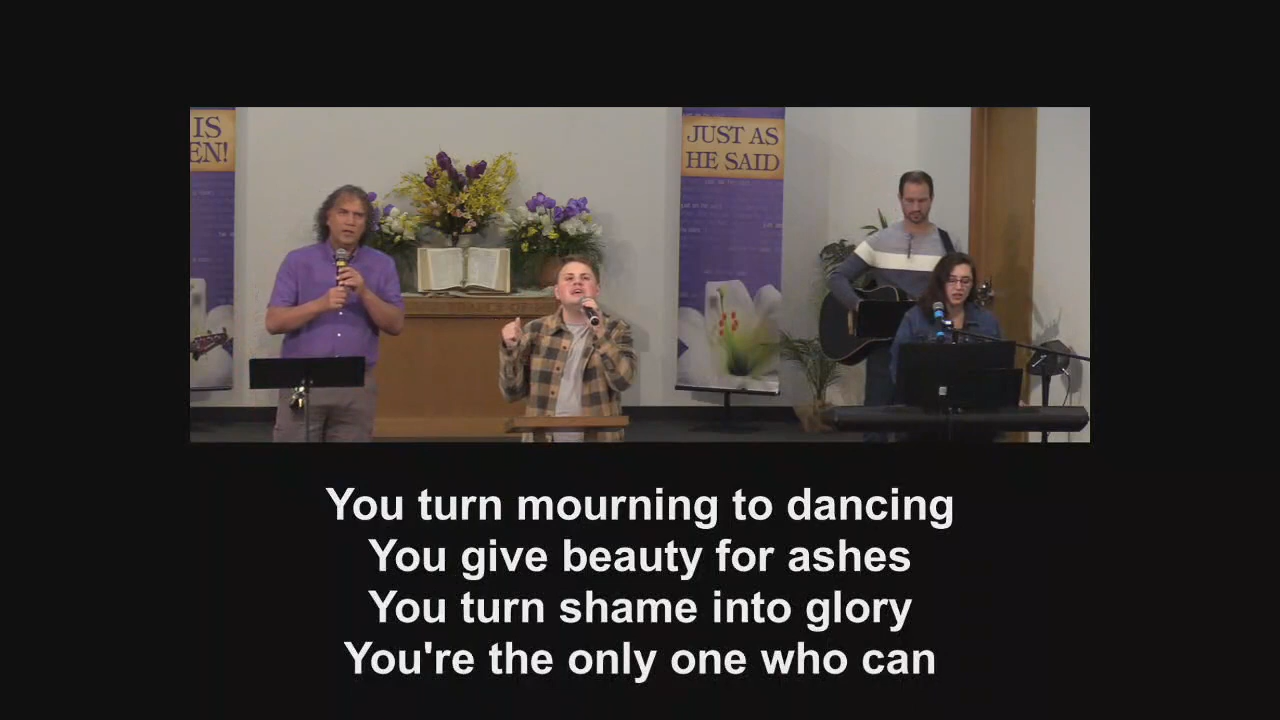 IS
EN!
JUST AS
HE SAID
You turn mourning to dancing
You give beauty for ashes
You turn shame into glory
You're the only one who can